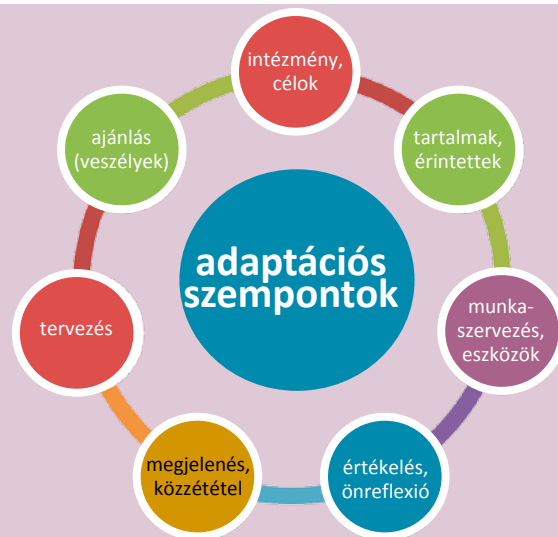 intézmény,
célok
tartalmak,
érintettek
munka-
szervezés,
eszközök
értékelés,
önreflexió
megjelenés,
közzététel
tervezés
ajánlás
(veszélyek)
adaptációs
szempontok